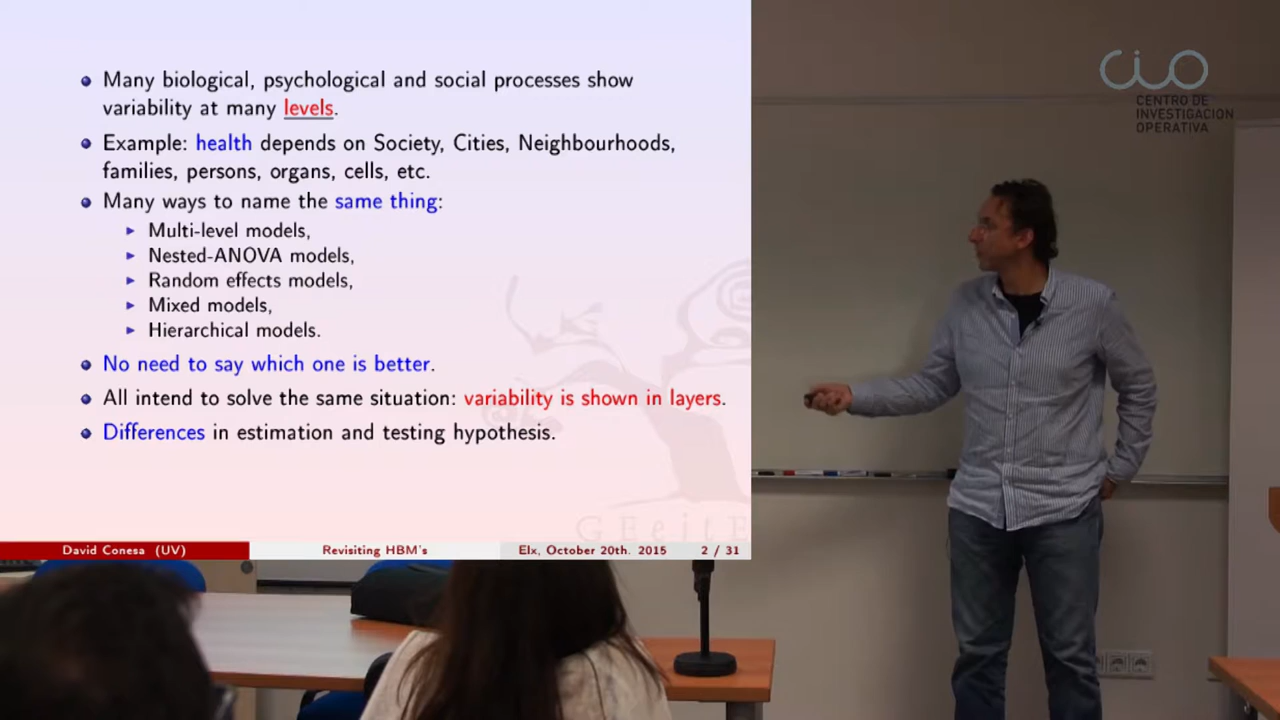 Many biological, psychological and social processes show
variability at many levels.
Example: health depends on Society, Cities, Neighbourhoods,
families, persons, organs, cells, etc.
Many ways to name the same thing:
Multi-level models,
Nested-ANOVA models,
Random effects models,
Mixed models,
Hierarchical models.
No need to say which one is better.
All intend to solve the same situation: variability is shown in layers.
Differences in estimation and testing hypothesis.
GEeitE
David Conesa (UV) Revisiting HBM's Elx, October 20th. 2015 2 / 31
CIO
CENTRO DE
INVESTIGACION
OPERATIVA